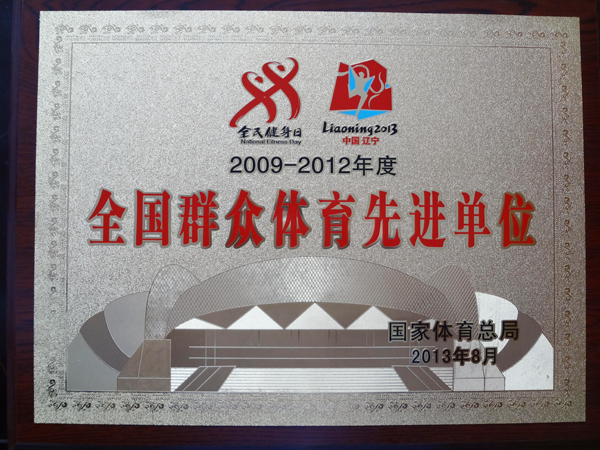 全民健身日
National Fitness Day
Liaoning2013
中国·辽宁
2009-2012年度
全国群众体育先进单位
国家体育总局
2013年8月